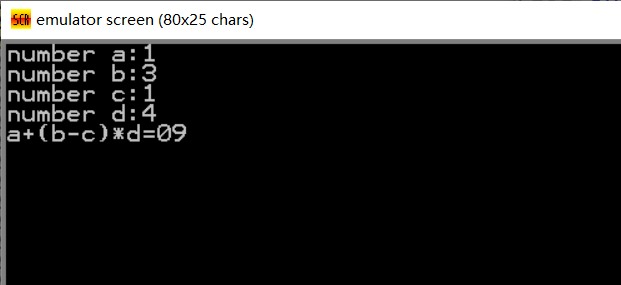 emulator screen (80x25 chars)
number a:1
number b:3
number c:1
number d:4
a+(b-c)*d=09